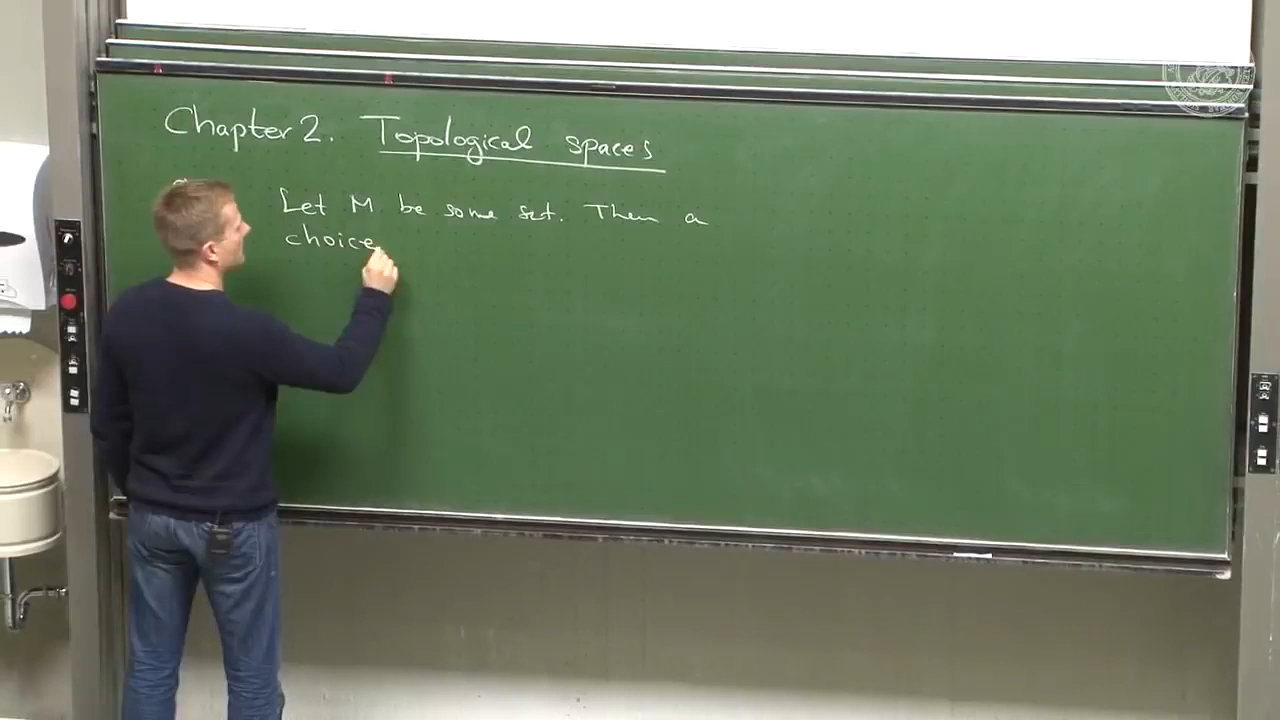 Chapter 2. Topological spaces
Let M be some set. Then a
choice